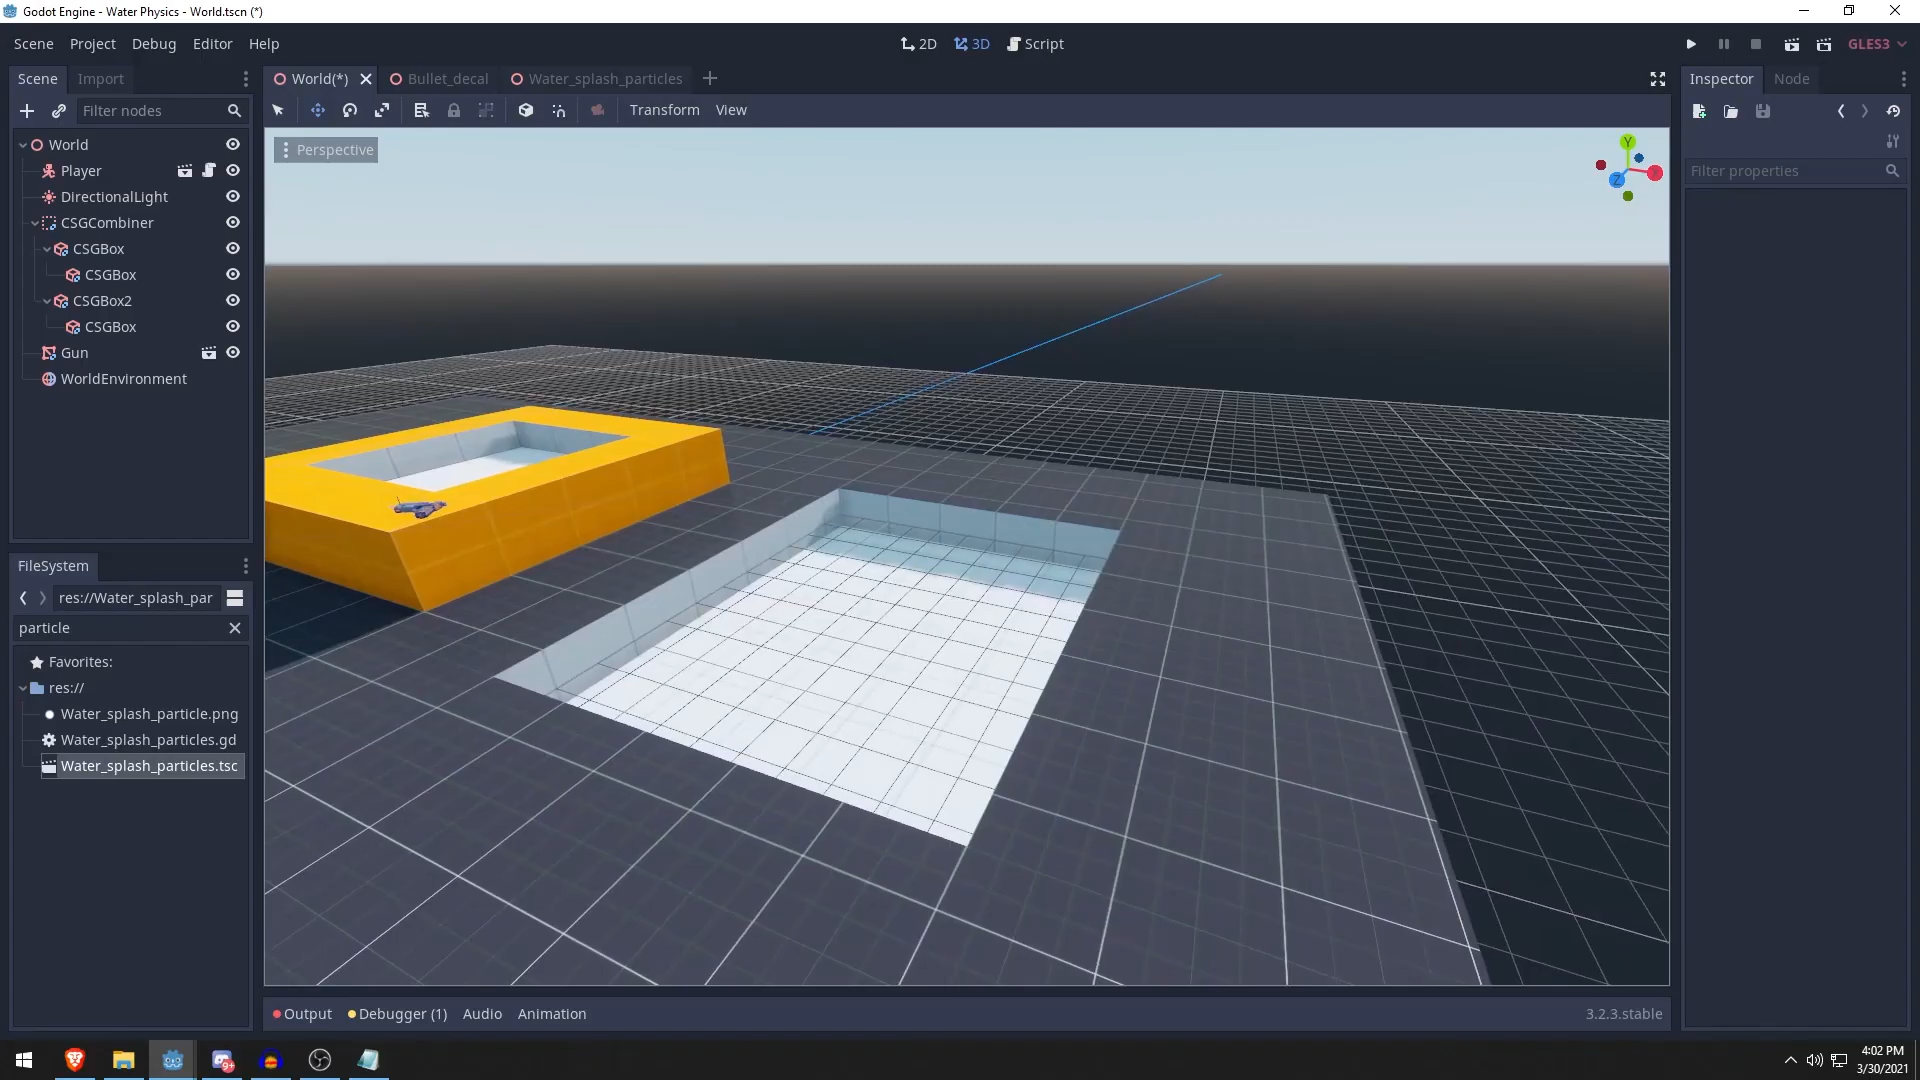 Godot Engine - Water Physics - World.tscn (*)
Scene Project Debug Editor Help
2D 3D Script
GLES3
Scene Import
World(*) Bullet_decal Water_splash_particles
Inspector Node
Filter nodes
Transform View
Perspective
Y
Z
Filter properties
World
Player
DirectionalLight
CSGCombiner
CSGBox
CSGBox
CSGBox2
CSGBox
Gun
WorldEnvironment
FileSystem
res://Water_splash_par
particle
Favorites:
res://
Water_splash_particle.png
Water_splash_particles.gd
Water_splash_particles.tsc
Output Debugger (1) Audio Animation
3.2.3.stable
9+
4:02 PM
3/30/2021